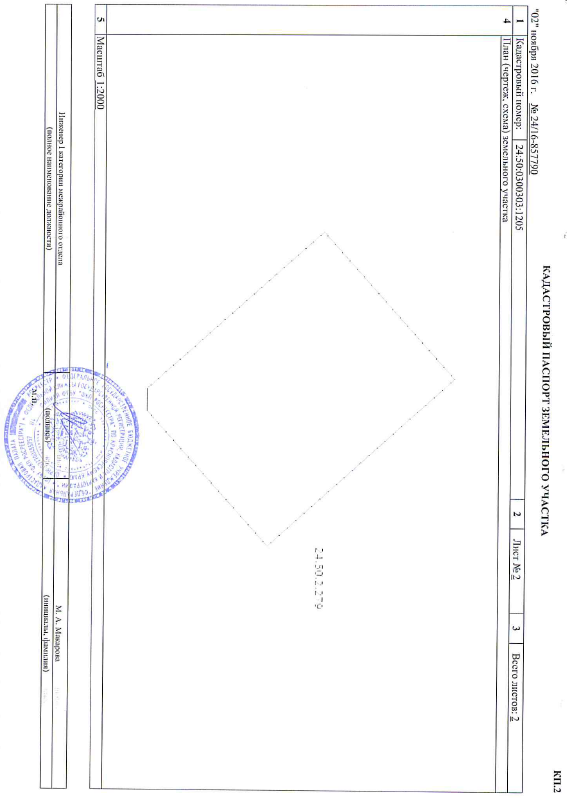 КП.2
КАДАСТРОВЫЙ ПАСПОРТ ЗЕМЕЛЬНОГО УЧАСТКА
"02" ноября 2016 г. № 24/16-857790
1 Кадастровый номер: 24:50:0300303:1205 2 Лист № 2 3 Всего листов: 2
4 План (чертеж, схема) земельного участка
24:50:2.279
5 Масштаб 1:2000
Инженер I категории межрайонного отдела М. А. Макарова
(полное наименование должности) (подпись) (инициалы, фамилия)
М.П.